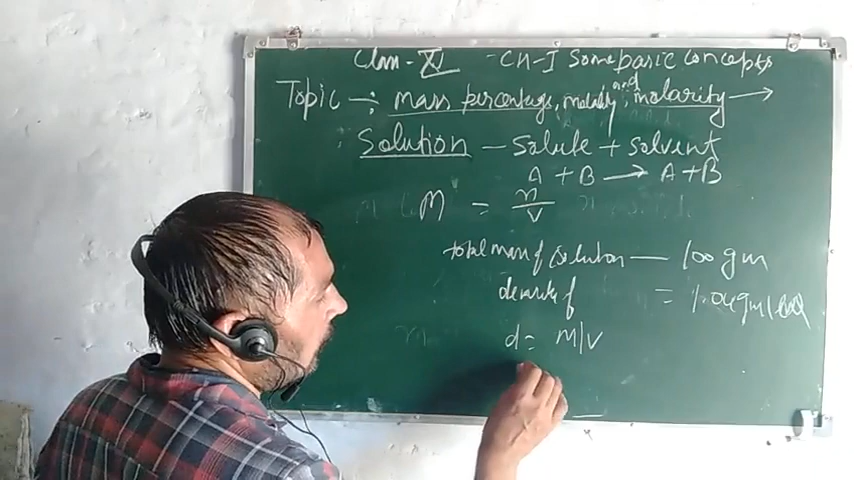 Class - XI - CH-I Some basic concepts
Topic ÷ mass percentage, molality and molarity →
Solution - Solute + solvent
A + B → A + B
M = n/v
total mass of solution — 100 gm
density of = 1.04 gm/
d = m/v